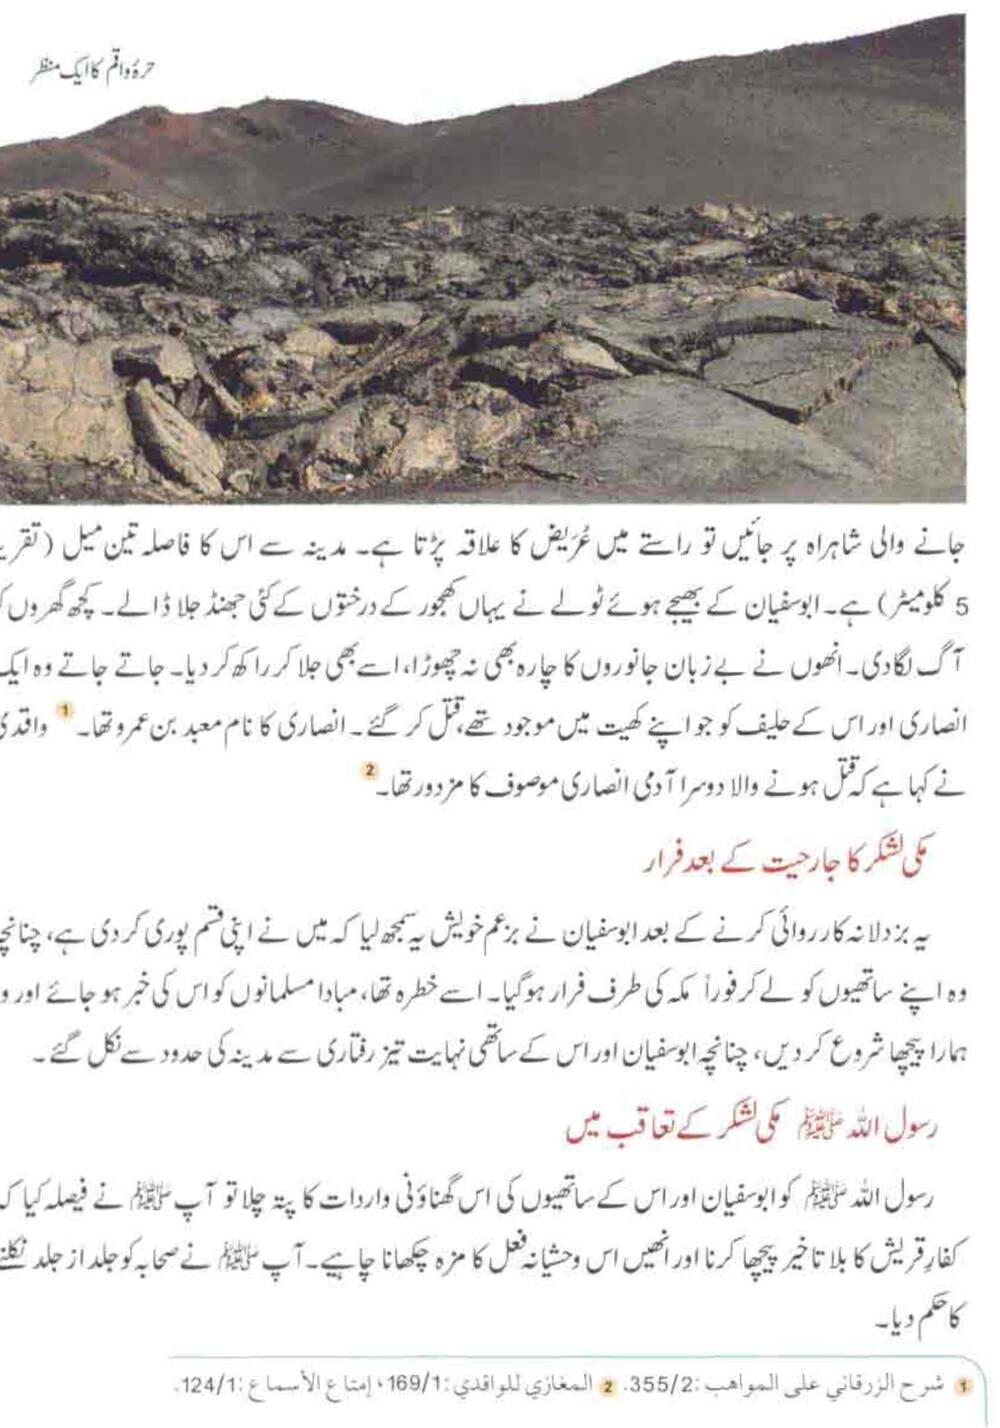 حرۂ واقم کا ایک منظر
جانے والی شاہراہ پر جائیں تو راستے میں عُرَیض کا علاقہ پڑتا ہے۔ مدینہ سے اس کا فاصلہ تین میل (تقر
5 کلومیٹر) ہے۔ ابوسفیان کے بھیجے ہوئے ٹولے نے یہاں کھجور کے درختوں کے کئی جھنڈ جلا ڈالے۔ کچھ گھروں
آگ لگا دی۔ انھوں نے بے زبان جانوروں کا چارہ بھی نہ چھوڑا، اسے بھی جلا کر راکھ کر دیا۔ جاتے جاتے وہ ایک
انصاری اور اس کے حلیف کو جو اپنے کھیت میں موجود تھے، قتل کر گئے۔ انصاری کا نام معبد بن عمرو تھا۔ 1 واقدی
نے کہا ہے کہ قتل ہونے والا دوسرا آدمی انصاری موصوف کا مزدور تھا۔ 2
مکی لشکر کا جارحیت کے بعد فرار
یہ بزدلانہ کارروائی کرنے کے بعد ابوسفیان نے بزعم خویش یہ سمجھ لیا کہ میں نے اپنی قسم پوری کر دی ہے، چنانچہ
وہ اپنے ساتھیوں کو لے کر فوراً مکہ کی طرف فرار ہو گیا۔ اسے خطرہ تھا، مبادا مسلمانوں کو اس کی خبر ہو جائے اور و
ہمارا پیچھا شروع کر دیں، چنانچہ ابوسفیان اور اس کے ساتھی نہایت تیز رفتاری سے مدینہ کی حدود سے نکل گئے۔
رسول اللہ ﷺ مکی لشکر کے تعاقب میں
رسول اللہ ﷺ کو ابوسفیان اور اس کے ساتھیوں کی اس گھناؤنی واردات کا پتہ چلا تو آپ ﷺ نے فیصلہ کیا کہ
کفارِ قریش کا بلا تاخیر پیچھا کرنا اور انھیں اس وحشیانہ فعل کا مزہ چکھانا چاہیے۔ آپ ﷺ نے صحابہ کو جلد از جلد نکلنے
کا حکم دیا۔
1 شرح الزرقاني على المواهب: 355/2. 2 المغازي للواقدي: 169/1، إمتاع الأسماع: 124/1.